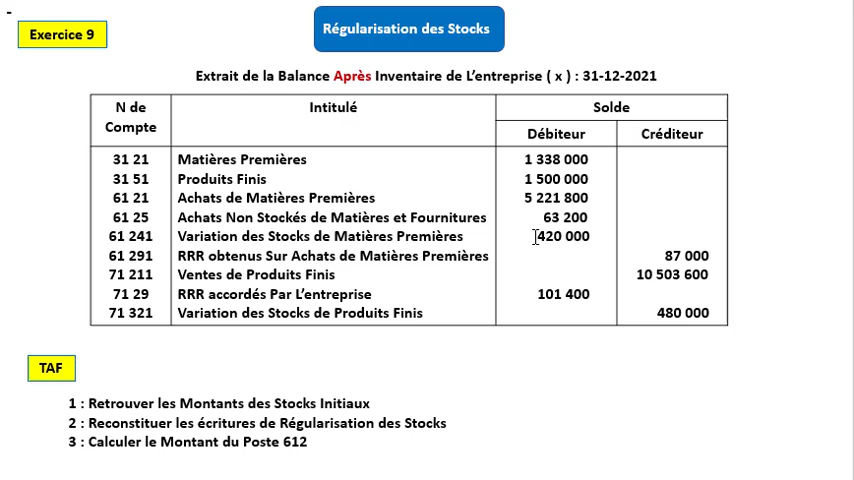 Régularisation des Stocks
Exercice 9
Extrait de la Balance Après Inventaire de L’entreprise ( x ) : 31-12-2021
N de Compte Intitulé Solde
Débiteur Créditeur
31 21 Matières Premières 1 338 000
31 51 Produits Finis 1 500 000
61 21 Achats de Matières Premières 5 221 800
61 25 Achats Non Stockés de Matières et Fournitures 63 200
61 241 Variation des Stocks de Matières Premières 420 000
61 291 RRR obtenus Sur Achats de Matières Premières 87 000
71 211 Ventes de Produits Finis 10 503 600
71 29 RRR accordés Par L’entreprise 101 400
71 321 Variation des Stocks de Produits Finis 480 000
TAF
1 : Retrouver les Montants des Stocks Initiaux
2 : Reconstituer les écritures de Régularisation des Stocks
3 : Calculer le Montant du Poste 612